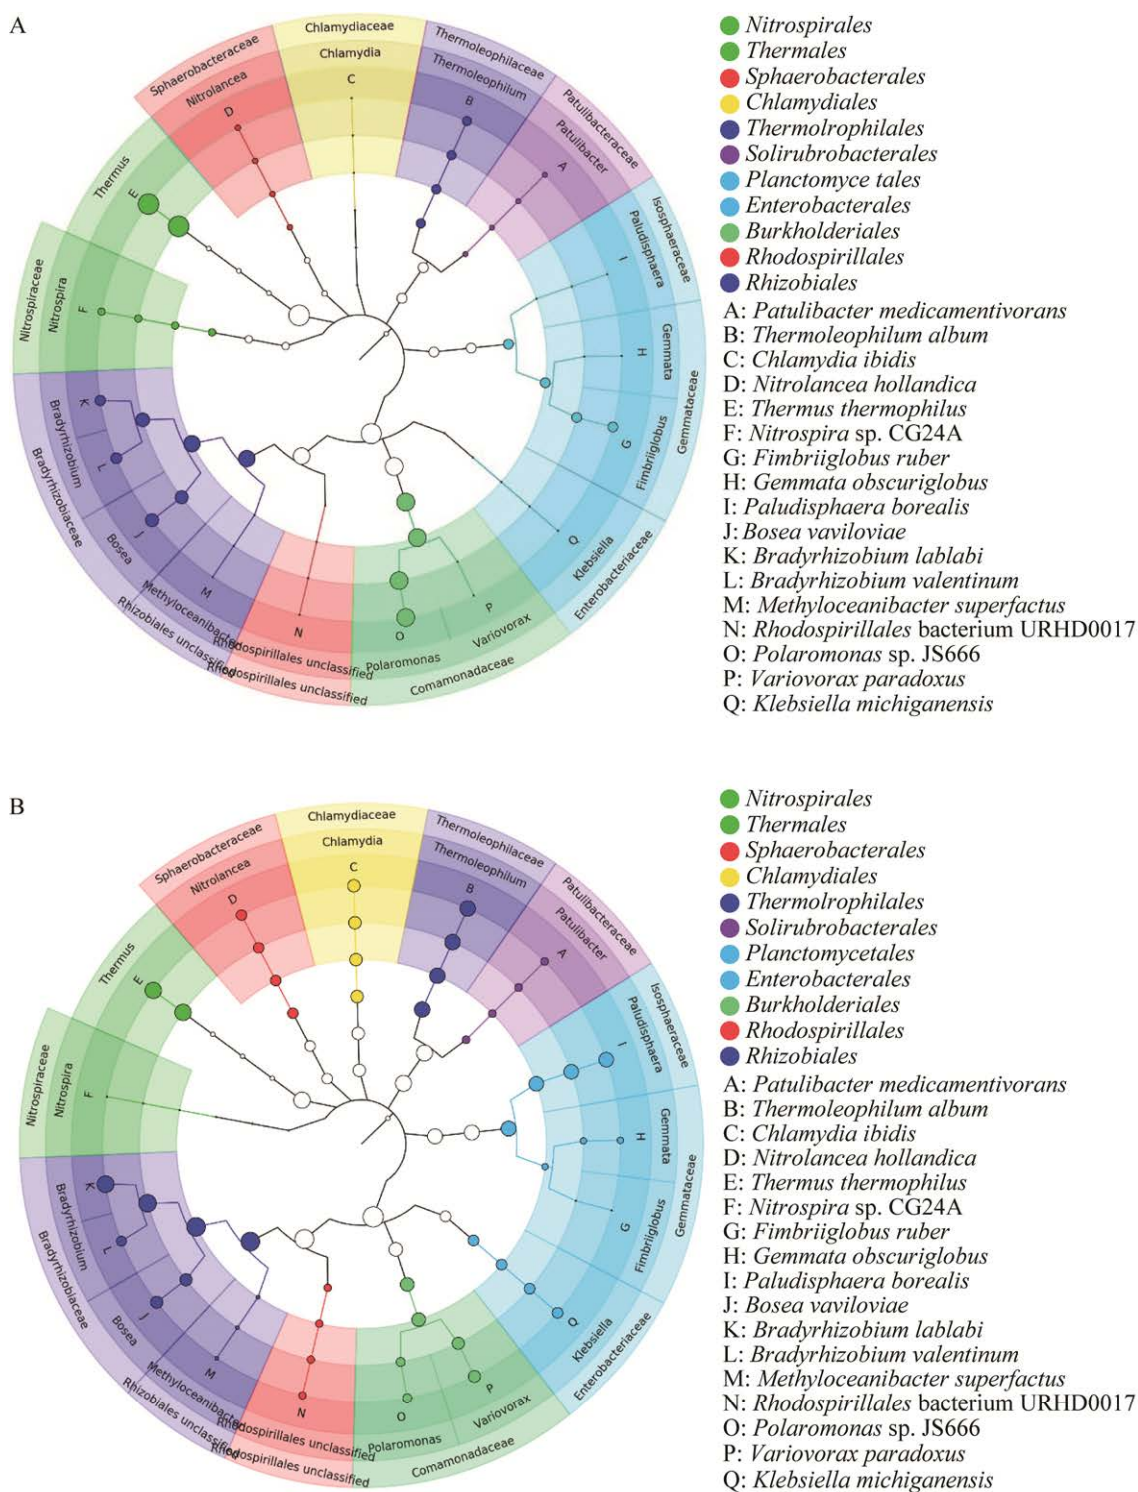 A
Chlamydiaceae
Chlamydia
C
Sphaerobacteraceae
Nitrolancea
D
Thermoleophilaceae
Thermoleophilum
B
Patulibacteraceae
Patulibacter
A
Thermus
E
Isosphaeraceae
Paludisphaera
I
Nitrospiraceae
Nitrospira
F
Gemmata
H
Gemmataceae
Fimbriiglobus
G
K
Bradyrhizobium
L
Bradyrhizobiaceae
Bosea
J
Methyloceanibacter
M
Rhizobiales unclassified
Rhodospirillales unclassified
Rhodospirillales unclassified
N
Polaromonas
O
Variovorax
P
Comamonadaceae
Klebsiella
Q
Enterobacteriaceae
Nitrospirales
Thermales
Sphaerobacterales
Chlamydiales
Thermolrophilales
Solirubrobacterales
Planctomyce tales
Enterobacterales
Burkholderiales
Rhodospirillales
Rhizobiales
A: Patulibacter medicamentivorans
B: Thermoleophilum album
C: Chlamydia ibidis
D: Nitrolancea hollandica
E: Thermus thermophilus
F: Nitrospira sp. CG24A
G: Fimbriiglobus ruber
H: Gemmata obscuriglobus
I: Paludisphaera borealis
J: Bosea vaviloviae
K: Bradyrhizobium lablabi
L: Bradyrhizobium valentinum
M: Methyloceanibacter superfactus
N: Rhodospirillales bacterium URHD0017
O: Polaromonas sp. JS666
P: Variovorax paradoxus
Q: Klebsiella michiganensis
B
Chlamydiaceae
Chlamydia
C
Sphaerobacteraceae
Nitrolancea
D
Thermoleophilaceae
Thermoleophilum
B
Patulibacteraceae
Patulibacter
A
Thermus
E
Isosphaeraceae
Paludisphaera
I
Nitrospiraceae
Nitrospira
F
Gemmata
H
Gemmataceae
Fimbriiglobus
G
K
Bradyrhizobium
L
Bradyrhizobiaceae
Bosea
J
Methyloceanibacter
M
Rhizobiales unclassified
Rhodospirillales unclassified
Rhodospirillales unclassified
N
Polaromonas
O
Variovorax
P
Comamonadaceae
Klebsiella
Q
Enterobacteriaceae
Nitrospirales
Thermales
Sphaerobacterales
Chlamydiales
Thermolrophilales
Solirubrobacterales
Planctomycetales
Enterobacterales
Burkholderiales
Rhodospirillales
Rhizobiales
A: Patulibacter medicamentivorans
B: Thermoleophilum album
C: Chlamydia ibidis
D: Nitrolancea hollandica
E: Thermus thermophilus
F: Nitrospira sp. CG24A
G: Fimbriiglobus ruber
H: Gemmata obscuriglobus
I: Paludisphaera borealis
J: Bosea vaviloviae
K: Bradyrhizobium lablabi
L: Bradyrhizobium valentinum
M: Methyloceanibacter superfactus
N: Rhodospirillales bacterium URHD0017
O: Polaromonas sp. JS666
P: Variovorax paradoxus
Q: Klebsiella michiganensis